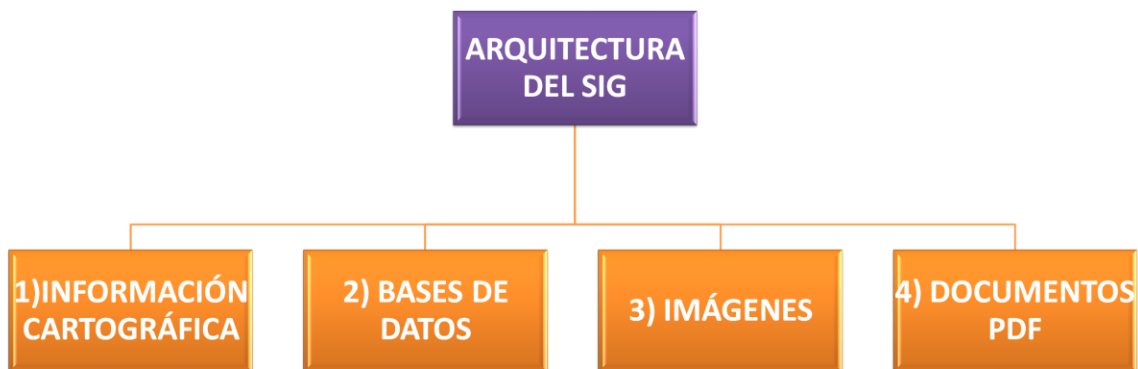 ARQUITECTURA
DEL SIG
1)INFORMACIÓN
CARTOGRÁFICA
2) BASES DE
DATOS
3) IMÁGENES
4) DOCUMENTOS
PDF